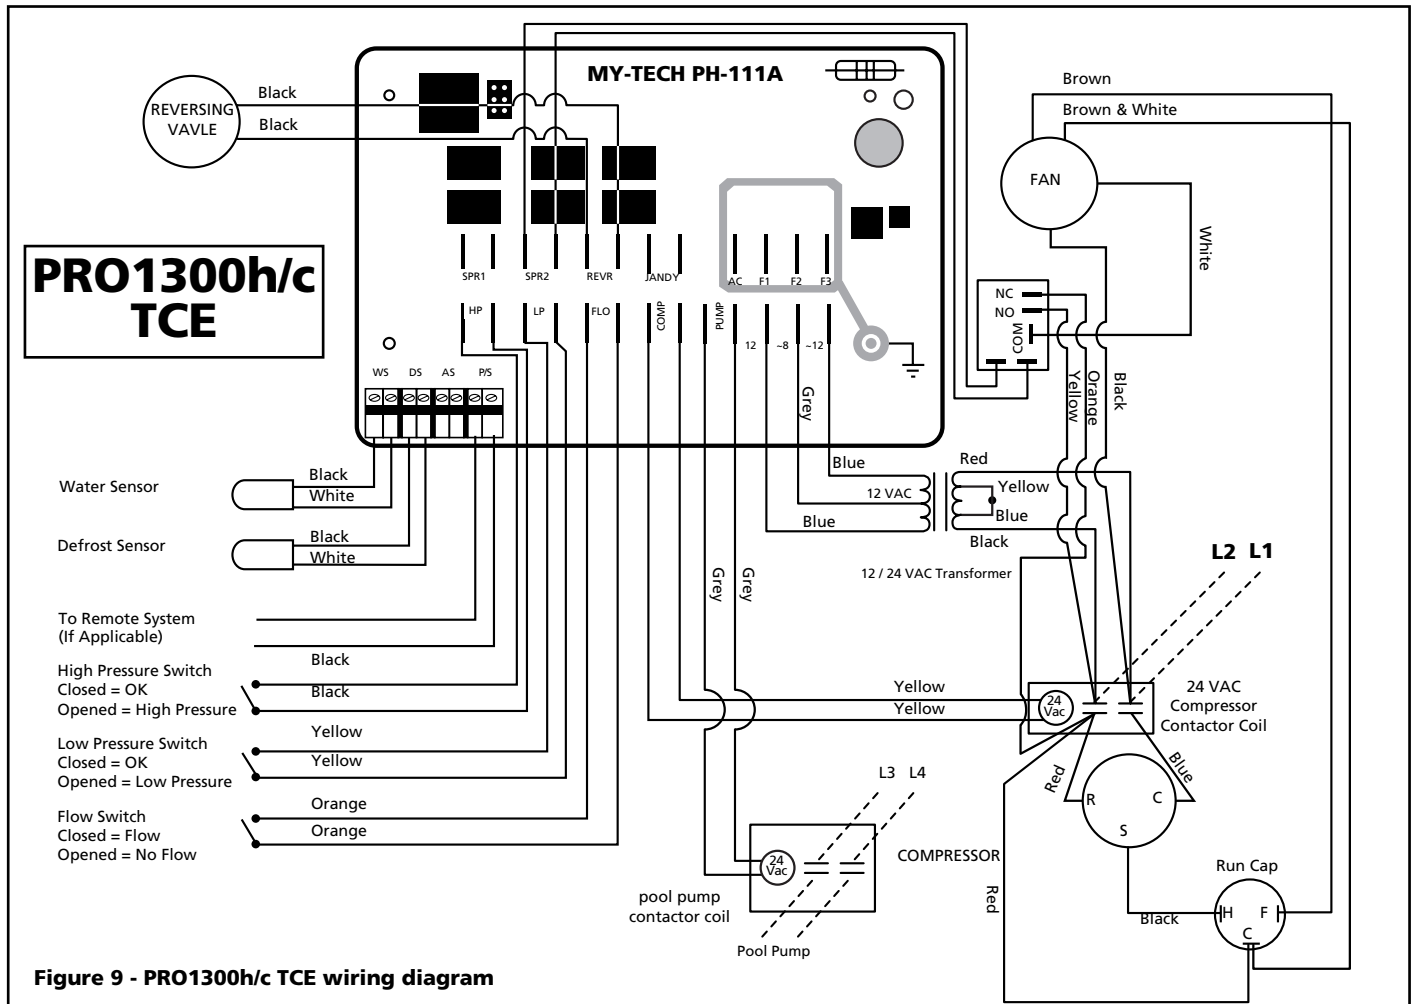 MY-TECH PH-111A
REVERSING
VAVLE
Black
Black
Brown
Brown & White
FAN
White
PRO1300h/c
TCE
SPR1
SPR2
REVR
JANDY
AC
F1
F2
F3
HP
LP
FLO
COMP
PUMP
12
~8
~12
NC
NO
COM
WS
DS
AS
P/S
Grey
Yellow
Orange
Black
Water Sensor
Black
White
Defrost Sensor
Black
White
Blue
12 VAC
Blue
Red
Yellow
Blue
Black
12 / 24 VAC Transformer
L2
L1
Grey
Grey
To Remote System
(If Applicable)
Black
High Pressure Switch
Closed = OK
Opened = High Pressure
Black
Yellow
Low Pressure Switch
Closed = OK
Opened = Low Pressure
Yellow
Orange
Flow Switch
Closed = Flow
Opened = No Flow
Orange
Yellow
Yellow
24
Vac
24 VAC
Compressor
Contactor Coil
Red
Blue
R
C
S
L3
L4
24
Vac
COMPRESSOR
pool pump
contactor coil
Pool Pump
Red
Black
Run Cap
H
F
C
Figure 9 - PRO1300h/c TCE wiring diagram